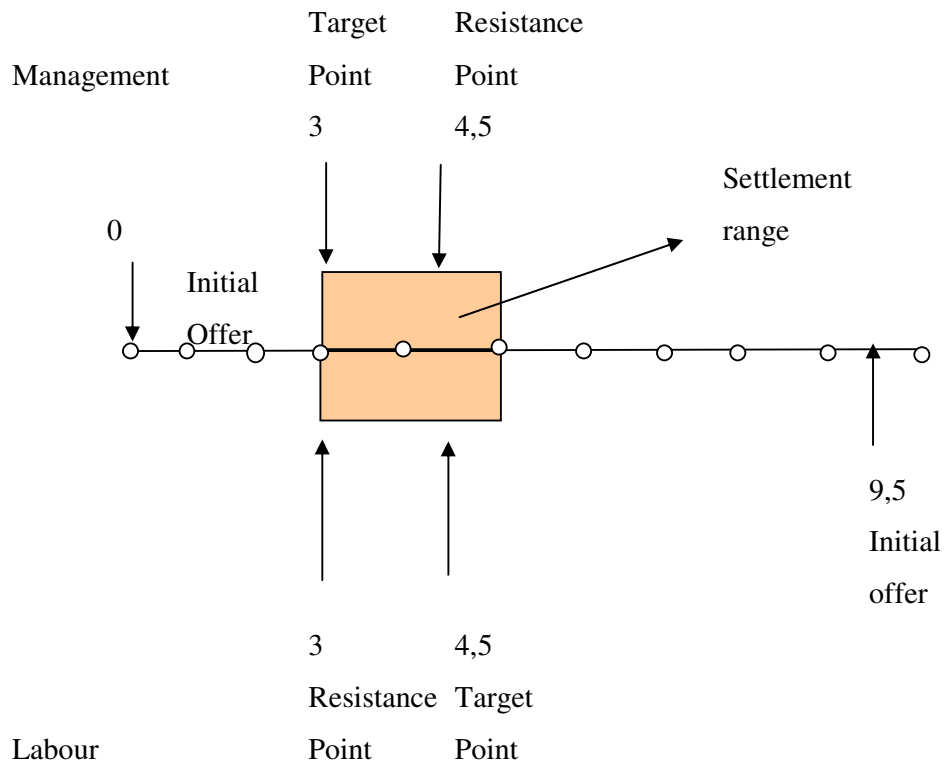 Target Resistance
Management Point Point
3 4,5
Settlement
0 range
Initial
Offer
9,5
Initial
offer
3 4,5
Resistance Target
Labour Point Point